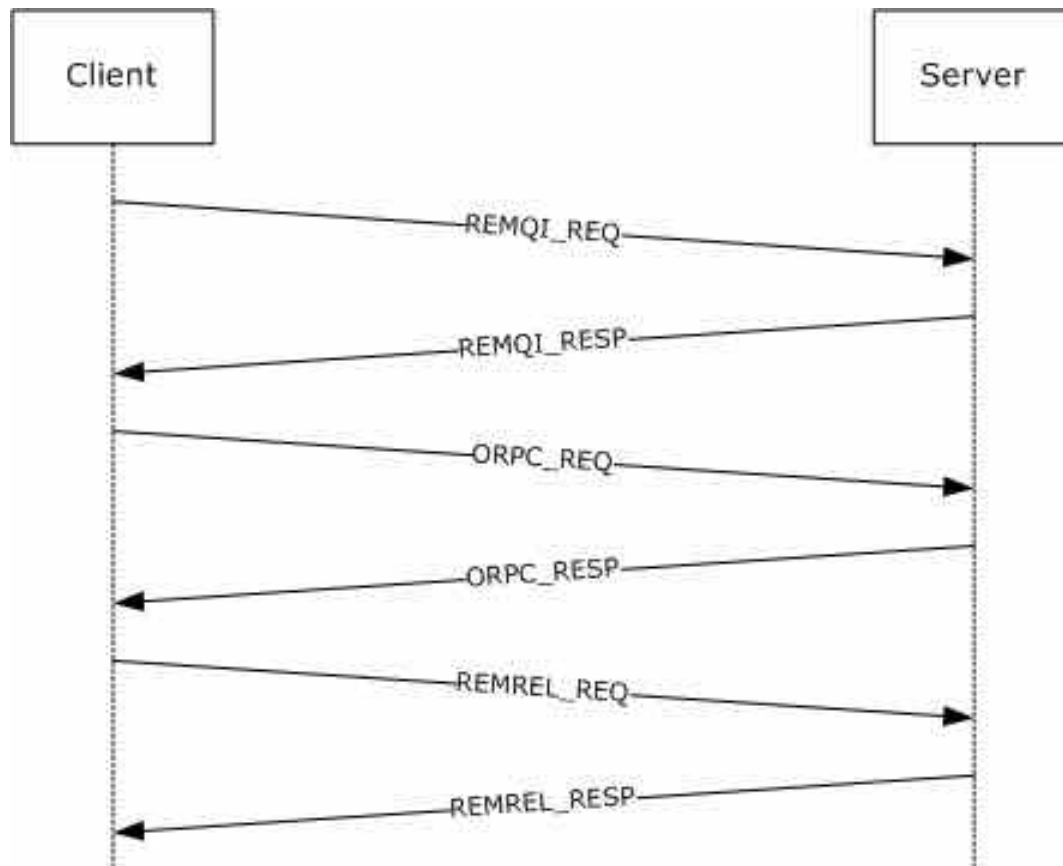 Client
Server
REMQI_REQ
REMQI_RESP
ORPC_REQ
ORPC_RESP
REMREL_REQ
REMREL_RESP